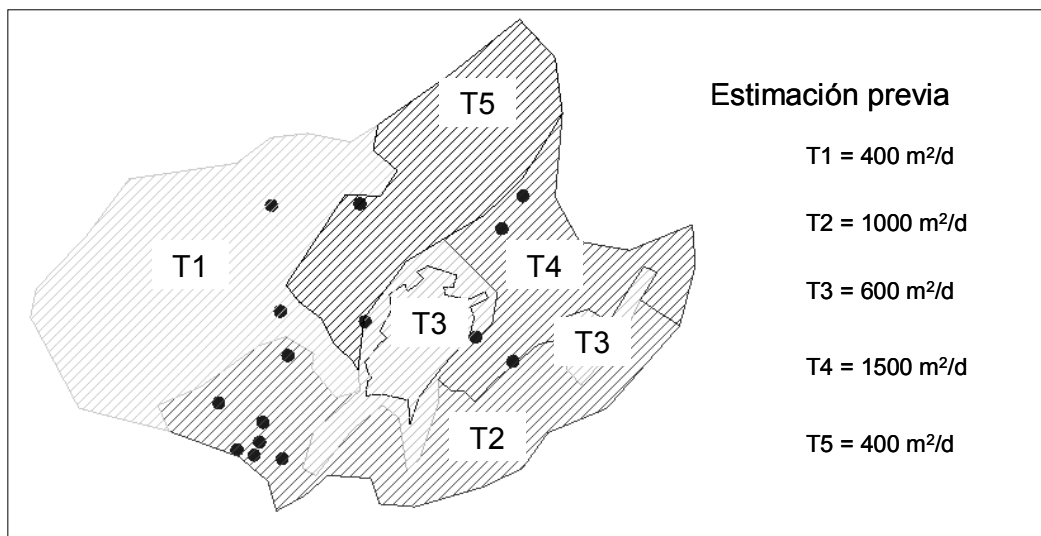 T5
Estimación previa
T1 = 400 m²/d
T2 = 1000 m²/d
T1
T4
T3 = 600 m²/d
T3
T3
T4 = 1500 m²/d
T2
T5 = 400 m²/d